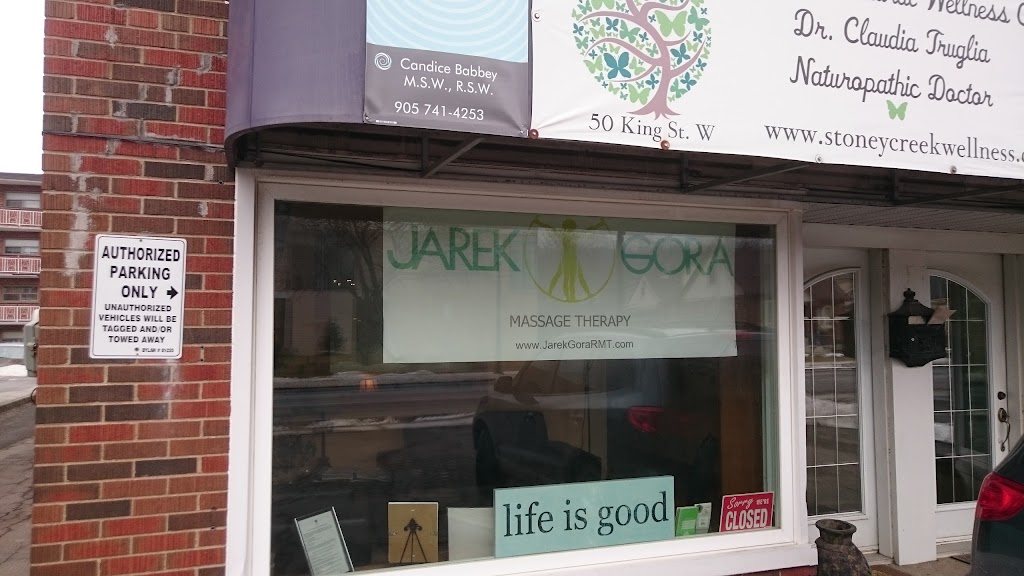 Candice Babbey
M.S.W., R.S.W.
905 741-4253
Wellness
Dr. Claudia Truglia
Naturopathic Doctor
50 King St. W
www.stoneycreekwellness.
AUTHORIZED
PARKING
ONLY
UNAUTHORIZED
VEHICLES WILL BE
TAGGED AND/OR
TOWED AWAY
JAREK GORA
MASSAGE THERAPY
www.JarekGoraRMT.com
life is good
Sorry WE'RE
CLOSED